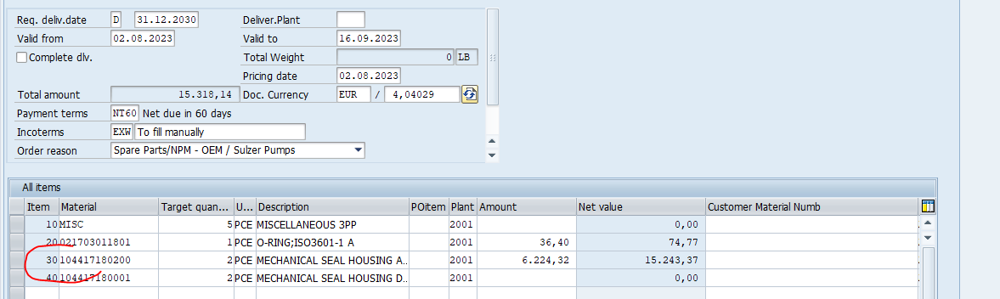 Req. deliv.date D 31.12.2030 Deliver.Plant
Valid from 02.08.2023 Valid to 16.09.2023
Complete dlv. Total Weight 0 LB
Pricing date 02.08.2023
Total amount 15.318,14 Doc. Currency EUR / 4,04029
Payment terms NT60 Net due in 60 days
Incoterms EXW To fill manually
Order reason Spare Parts/NPM - OEM / Sulzer Pumps
All items
Item Material Target quan... U... Description POitem Plant Amount Net value Customer Material Numb
10 MISC 5 PCE MISCELLANEOUS 3PP 2001 0,00
20 021703011801 1 PCE O-RING;ISO3601-1 A 2001 36,40 74,77
30 104417180200 2 PCE MECHANICAL SEAL HOUSING A.. 2001 6.224,32 15.243,37
40 104417180001 2 PCE MECHANICAL SEAL HOUSING D.. 2001 0,00